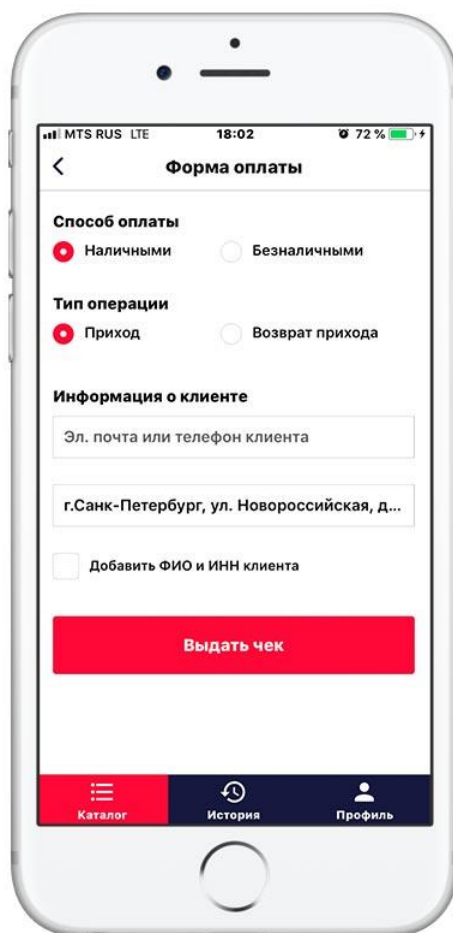 MTS RUS LTE 18:02 72 %
Форма оплаты
Способ оплаты
Наличными Безналичными
Тип операции
Приход Возврат прихода
Информация о клиенте
Эл. почта или телефон клиента
г.Санк-Петербург, ул. Новороссийская, д...
Добавить ФИО и ИНН клиента
Выдать чек
Каталог История Профиль